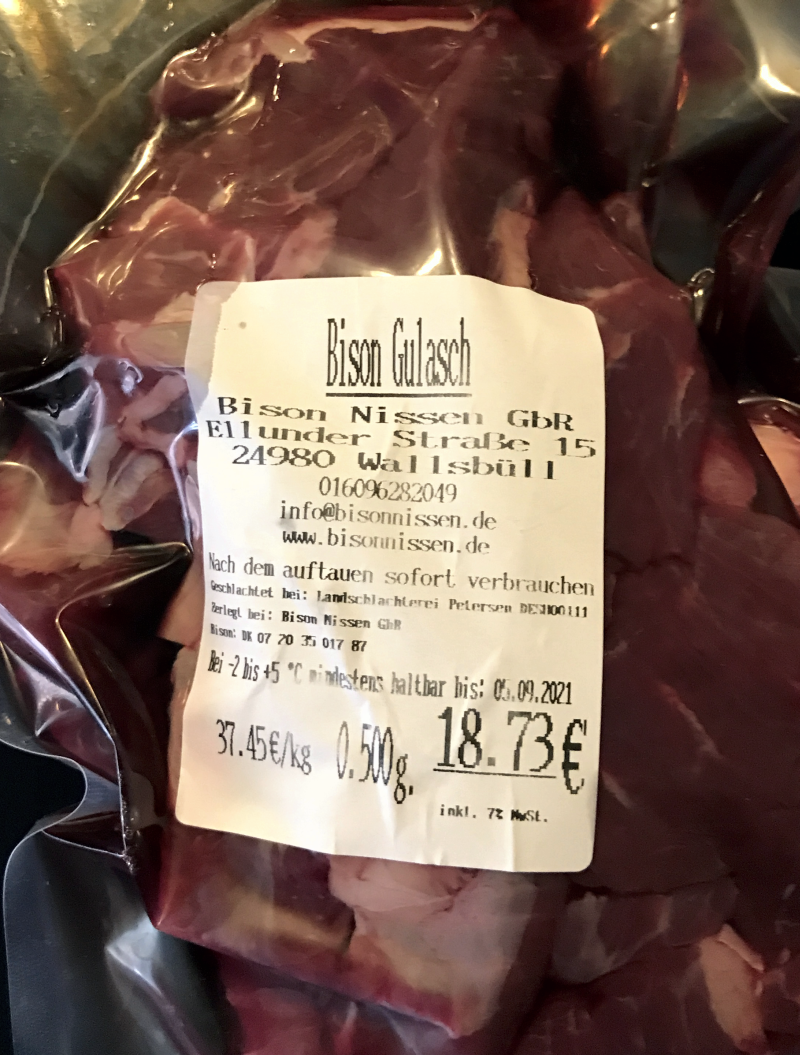 Bison Gulasch
Bison Nissen GbR
Ellunder Straße 15
24980 Wallsbüll
016096282049
info@bisonnissen.de
www.bisonnissen.de
Nach dem auftauen sofort verbrauchen
Geschlachtet bei: Landschlachterei Petersen DESH00111
Zerlegt bei: Bison Nissen GbR
Bison: DK 07 20 35 017 87
Bei -2 bis +5 °C mindestens haltbar bis: 05.09.2021
37.45€/kg 0.500g. 18.73€
inkl. 7% MwSt.